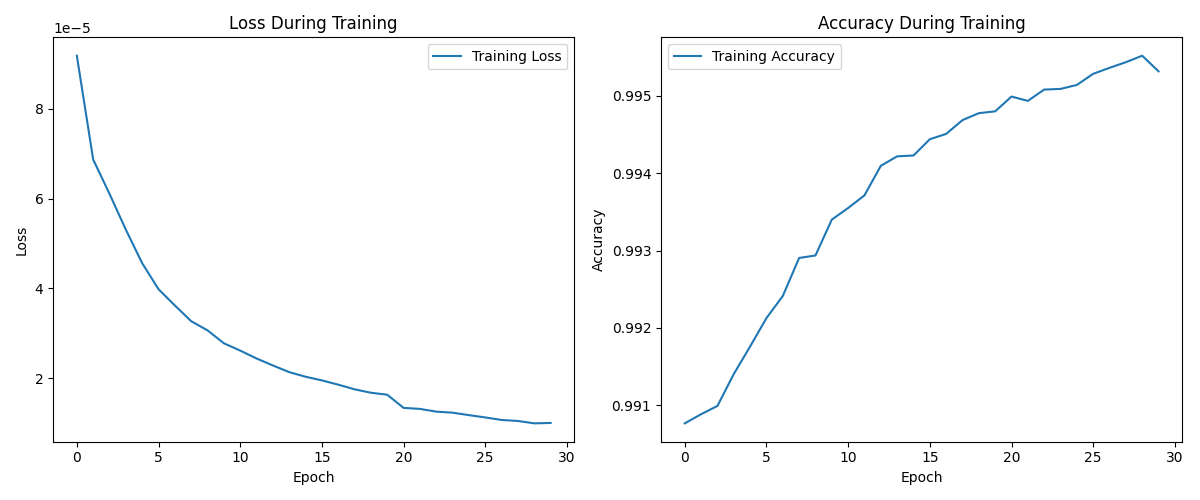 Loss During Training
1e−5
Training Loss
8
6
4
2
Loss
0 5 10 15 20 25 30
Epoch
Accuracy During Training
Training Accuracy
0.995
0.994
0.993
0.992
0.991
Accuracy
0 5 10 15 20 25 30
Epoch